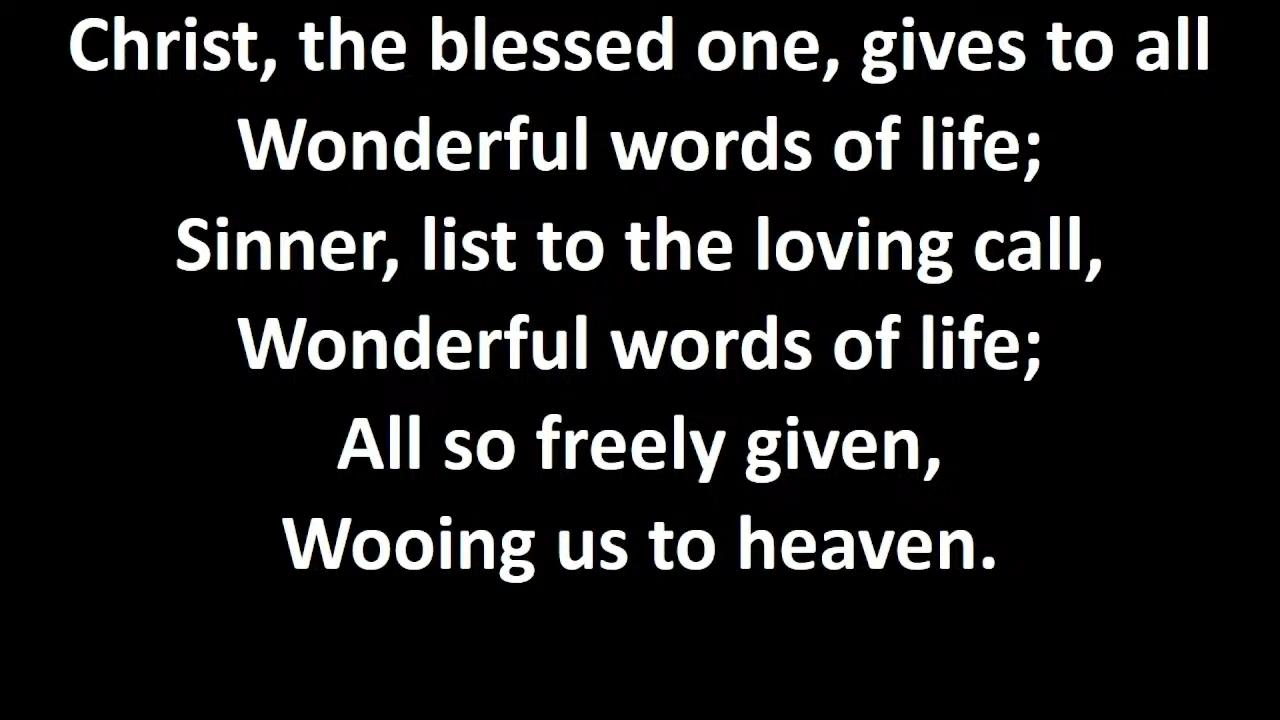 Christ, the blessed one, gives to all
Wonderful words of life;
Sinner, list to the loving call,
Wonderful words of life;
All so freely given,
Wooing us to heaven.